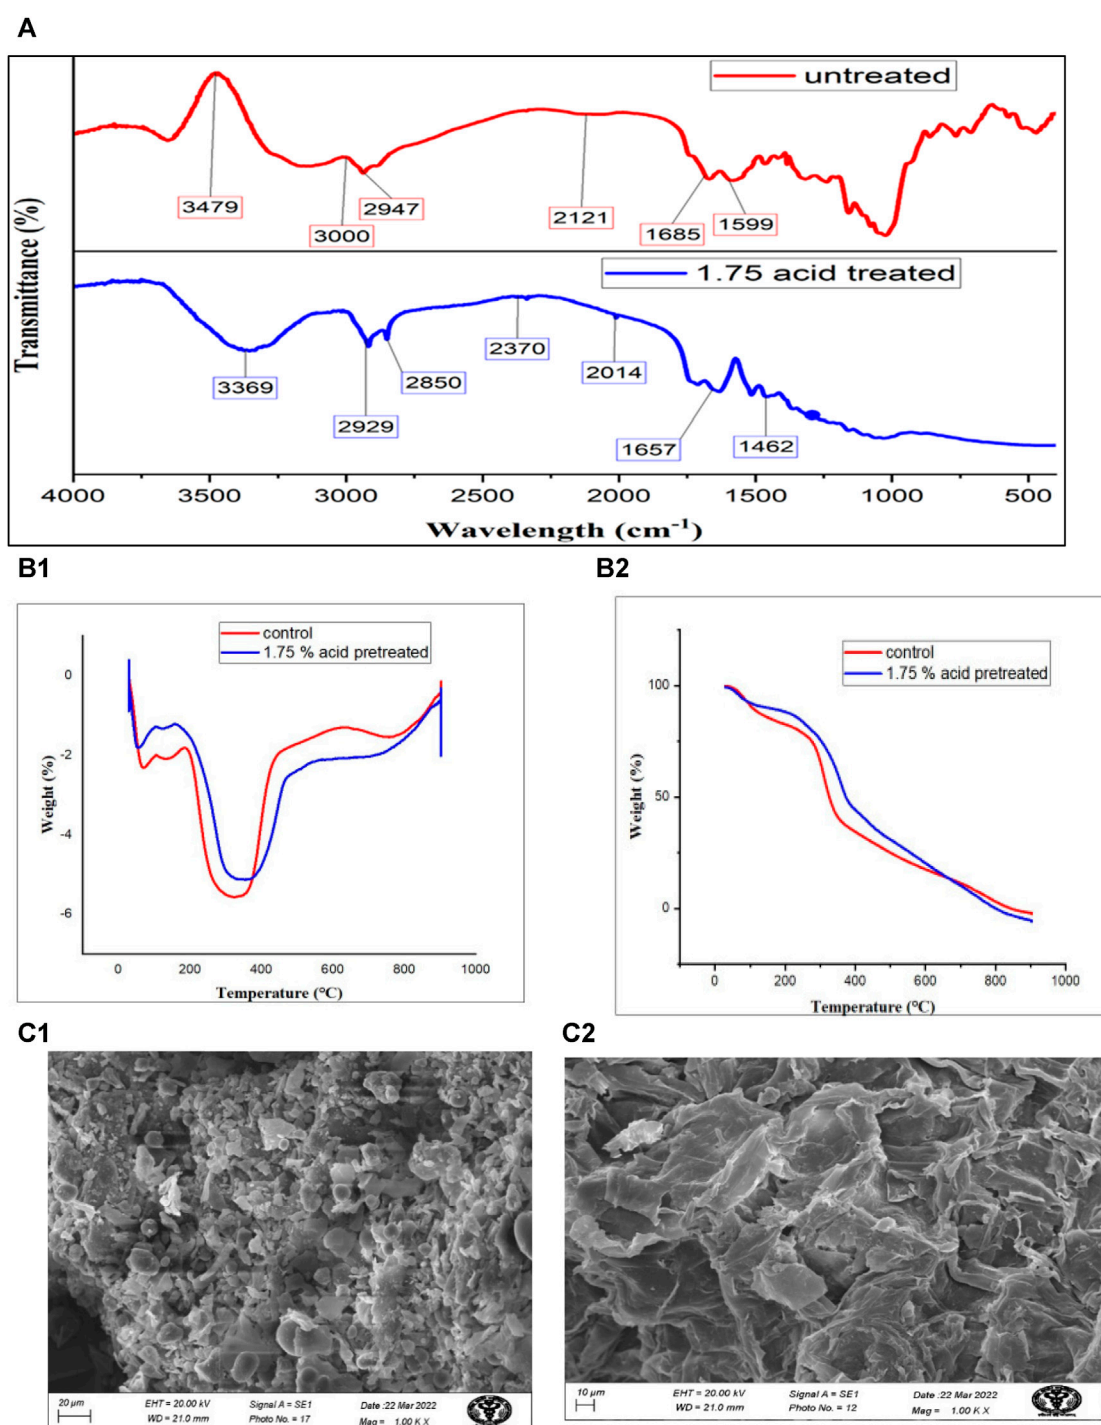 A
untreated
3479
3000
2947
2121
1685
1599
1.75 acid treated
3369
2929
2850
2370
2014
1657
1462
Transmittance (%)
4000 3500 3000 2500 2000 1500 1000 500
Wavelength (cm⁻¹)
B1
control
1.75 % acid pretreated
Weight (%)
0
-2
-4
-6
0 200 400 600 800 1000
Temperature (°C)
B2
control
1.75 % acid pretreated
Weight (%)
100
50
0
0 200 400 600 800 1000
Temperature (°C)
C1
20 µm
EHT = 20.00 kV Signal A = SE1 Date :22 Mar 2022
WD = 21.0 mm Photo No. = 17 Mag = 1.00 K X
C2
10 µm
EHT = 20.00 kV Signal A = SE1 Date :22 Mar 2022
WD = 21.0 mm Photo No. = 12 Mag = 1.00 K X